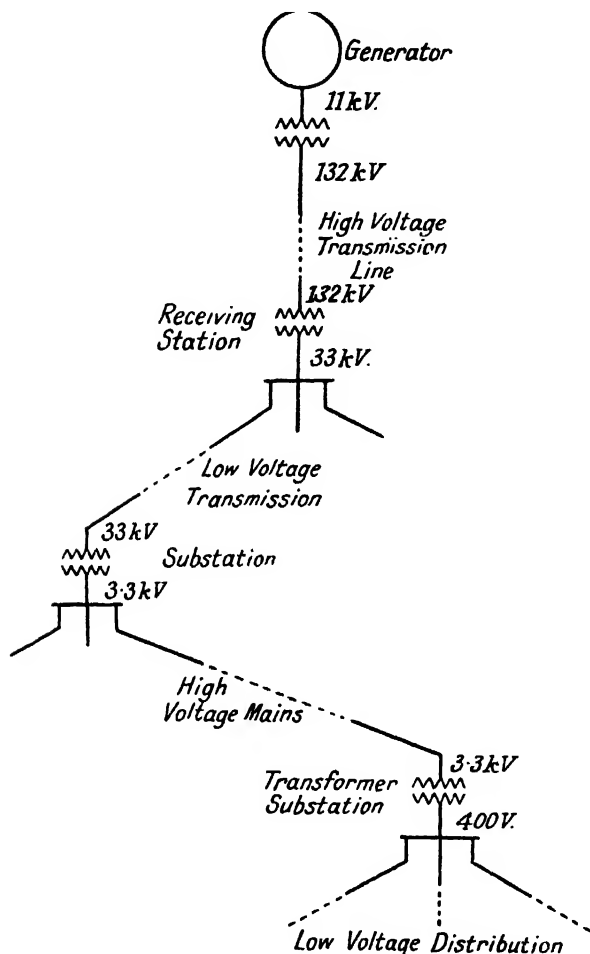 Generator
11kV.
132kV
High Voltage
Transmission
Line
132kV
Receiving
Station
33kV.
Low Voltage
Transmission
33kV
Substation
3·3kV
High
Voltage Mains
3·3kV
Transformer
Substation
400V.
Low Voltage Distribution